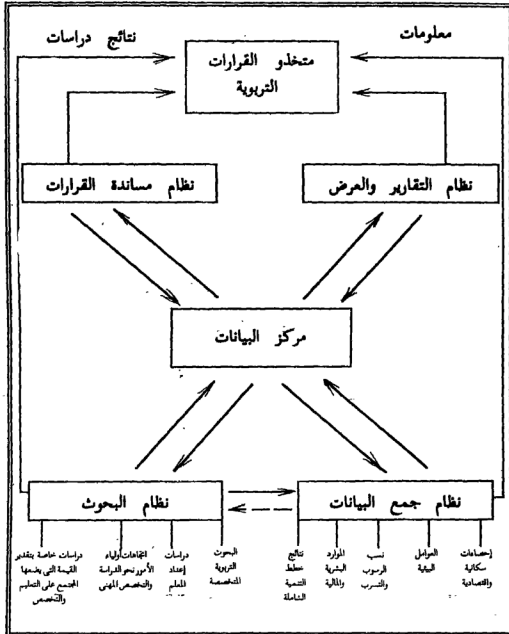 معلومات
نتائج دراسات
متخذو القرارات
التربوية
نظام التقارير والعرض
نظام مساندة القرارات
مركز البيانات
نظام جمع البيانات
نظام البحوث
إحصاءات
سكانية
واقتصادية
العوامل
البيئية
نسب
الرسوب
والتسرب
الموارد
البشرية
والمالية
نتائج
خطط
التنمية
الشاملة
البحوث
التربوية
المتخصصة
دراسات
إعداد
المعلم
اتجاهات أولياء
الأمور نحو الدراسة
والتخصص المهنى
دراسات خاصة بتقدير
القيمة التى يضعها
المجتمع على التعليم
والتخصص